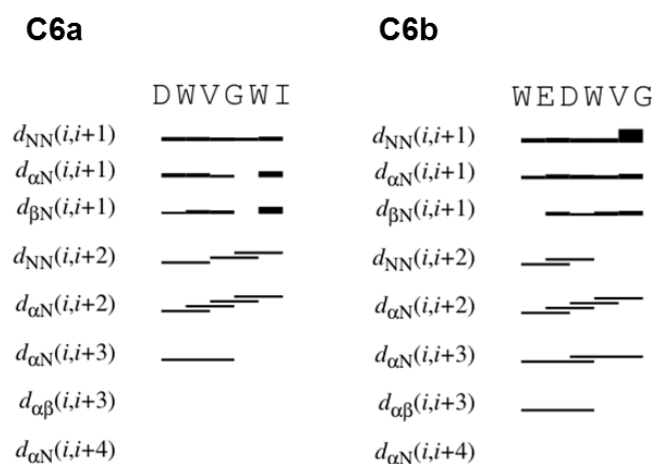 C6a
DWVGWI
dNN(i,i+1)
dαN(i,i+1)
dβN(i,i+1)
dNN(i,i+2)
dαN(i,i+2)
dαN(i,i+3)
dαβ(i,i+3)
dαN(i,i+4)
C6b
WEDWVG
dNN(i,i+1)
dαN(i,i+1)
dβN(i,i+1)
dNN(i,i+2)
dαN(i,i+2)
dαN(i,i+3)
dαβ(i,i+3)
dαN(i,i+4)